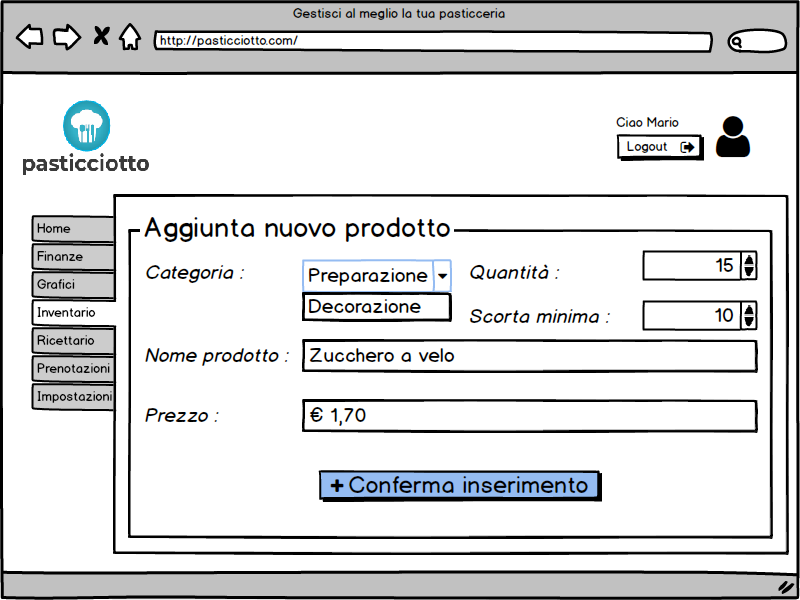 Gestisci al meglio la tua pasticceria
http://pasticciotto.com/
pasticciotto
Ciao Mario
Logout
Home
Finanze
Grafici
Inventario
Ricettario
Prenotazioni
Impostazioni
Aggiunta nuovo prodotto
Categoria : Preparazione Quantità : 15
Decorazione
Scorta minima : 10
Nome prodotto : Zucchero a velo
Prezzo : € 1,70
+ Conferma inserimento